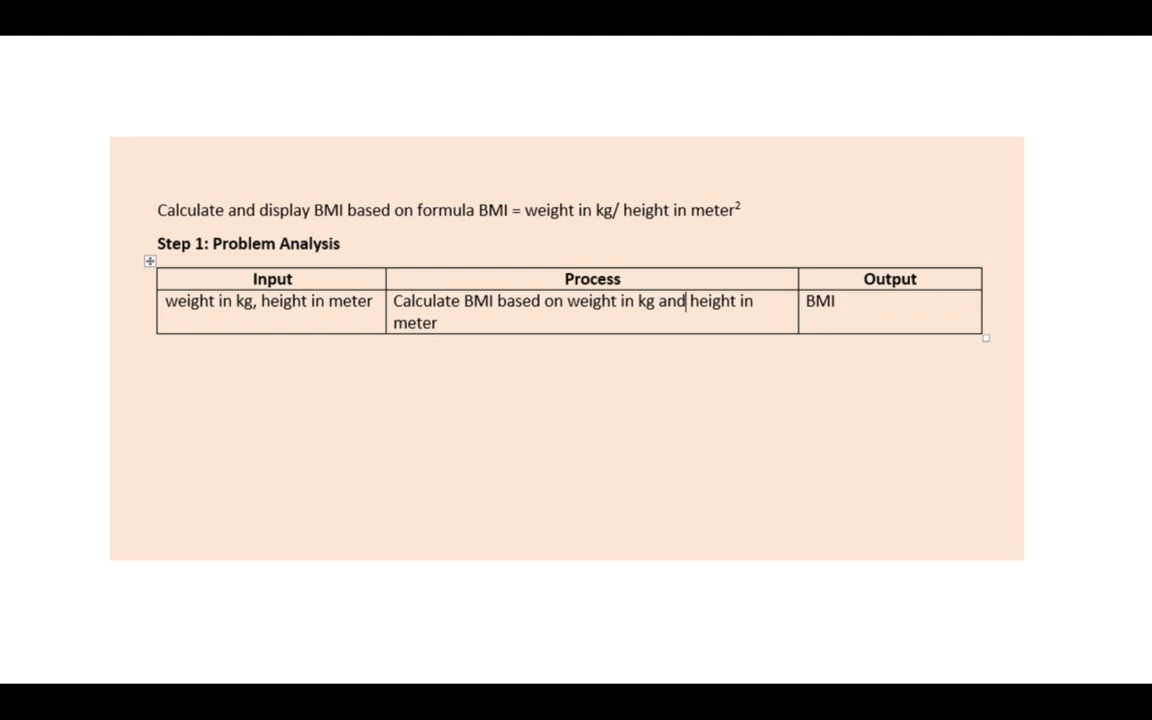 Calculate and display BMI based on formula BMI = weight in kg/ height in meter²
Step 1: Problem Analysis
Input Process Output
weight in kg, height in meter Calculate BMI based on weight in kg and height in BMI
meter